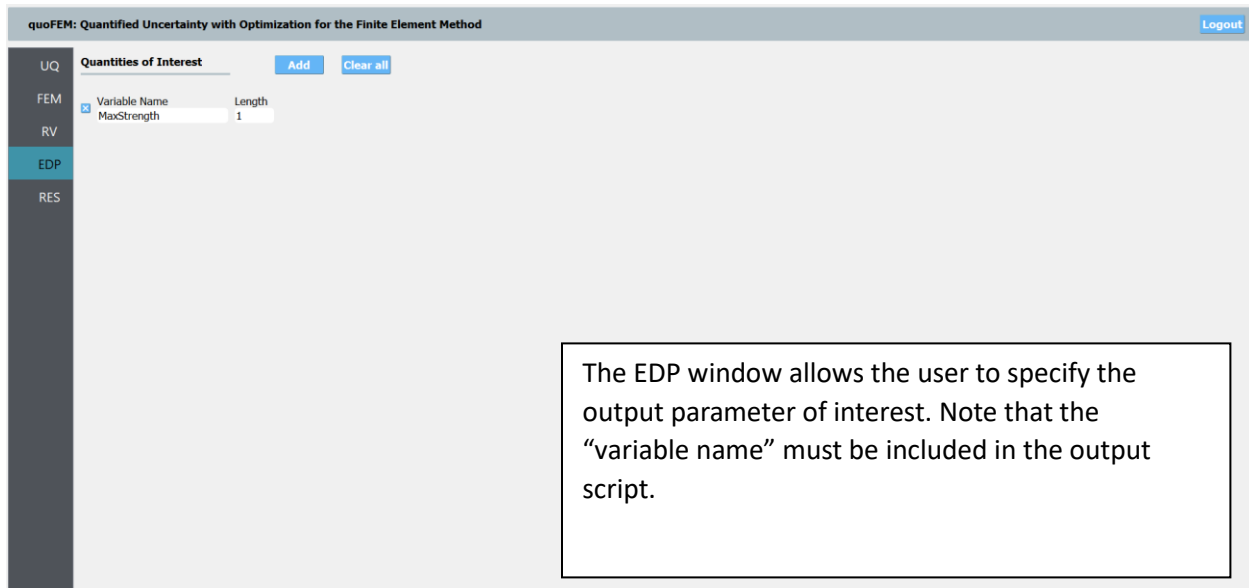 quoFEM: Quantified Uncertainty with Optimization for the Finite Element Method
Logout
UQ
FEM
RV
EDP
RES
Quantities of Interest
Add
Clear all
Variable Name
Length
MaxStrength
1
The EDP window allows the user to specify the
output parameter of interest. Note that the
“variable name” must be included in the output
script.